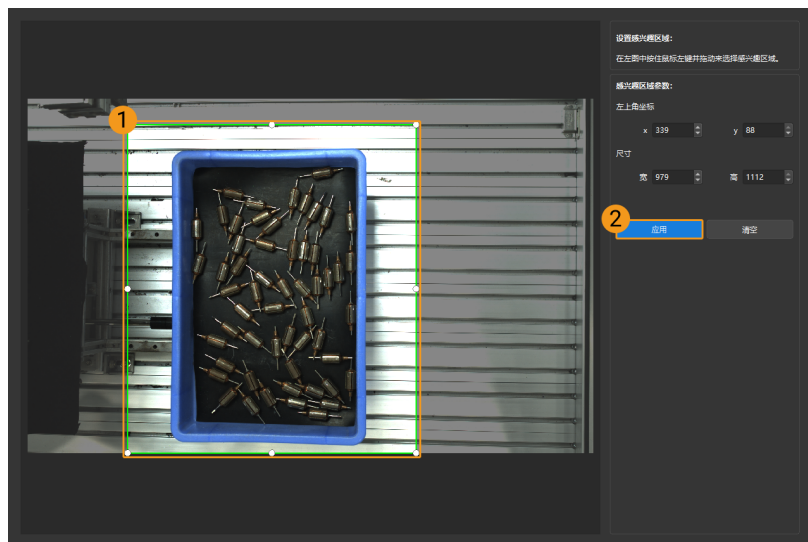 设置感兴趣区域：
在左图中按住鼠标左键并拖动来选择感兴趣区域。
感兴趣区域参数：
左上角坐标
x 339 y 88
尺寸
宽 979 高 1112
1
2
应用 清空